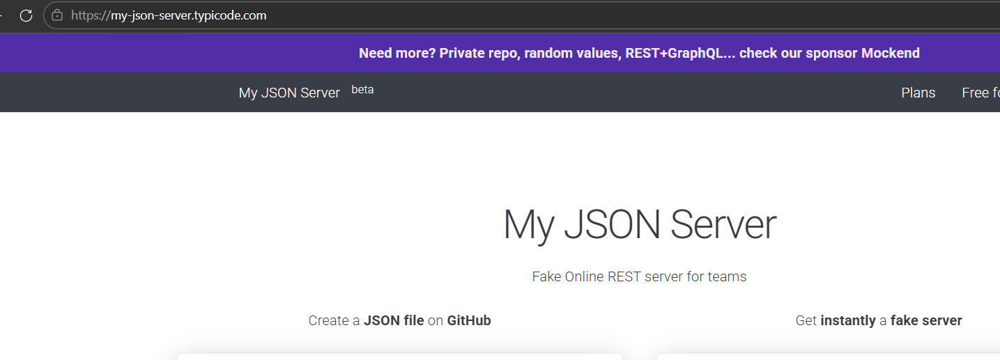 https://my-json-server.typicode.com
Need more? Private repo, random values, REST+GraphQL... check our sponsor Mockend
My JSON Server beta
Plans
Free
My JSON Server
Fake Online REST server for teams
Create a JSON file on GitHub
Get instantly a fake server